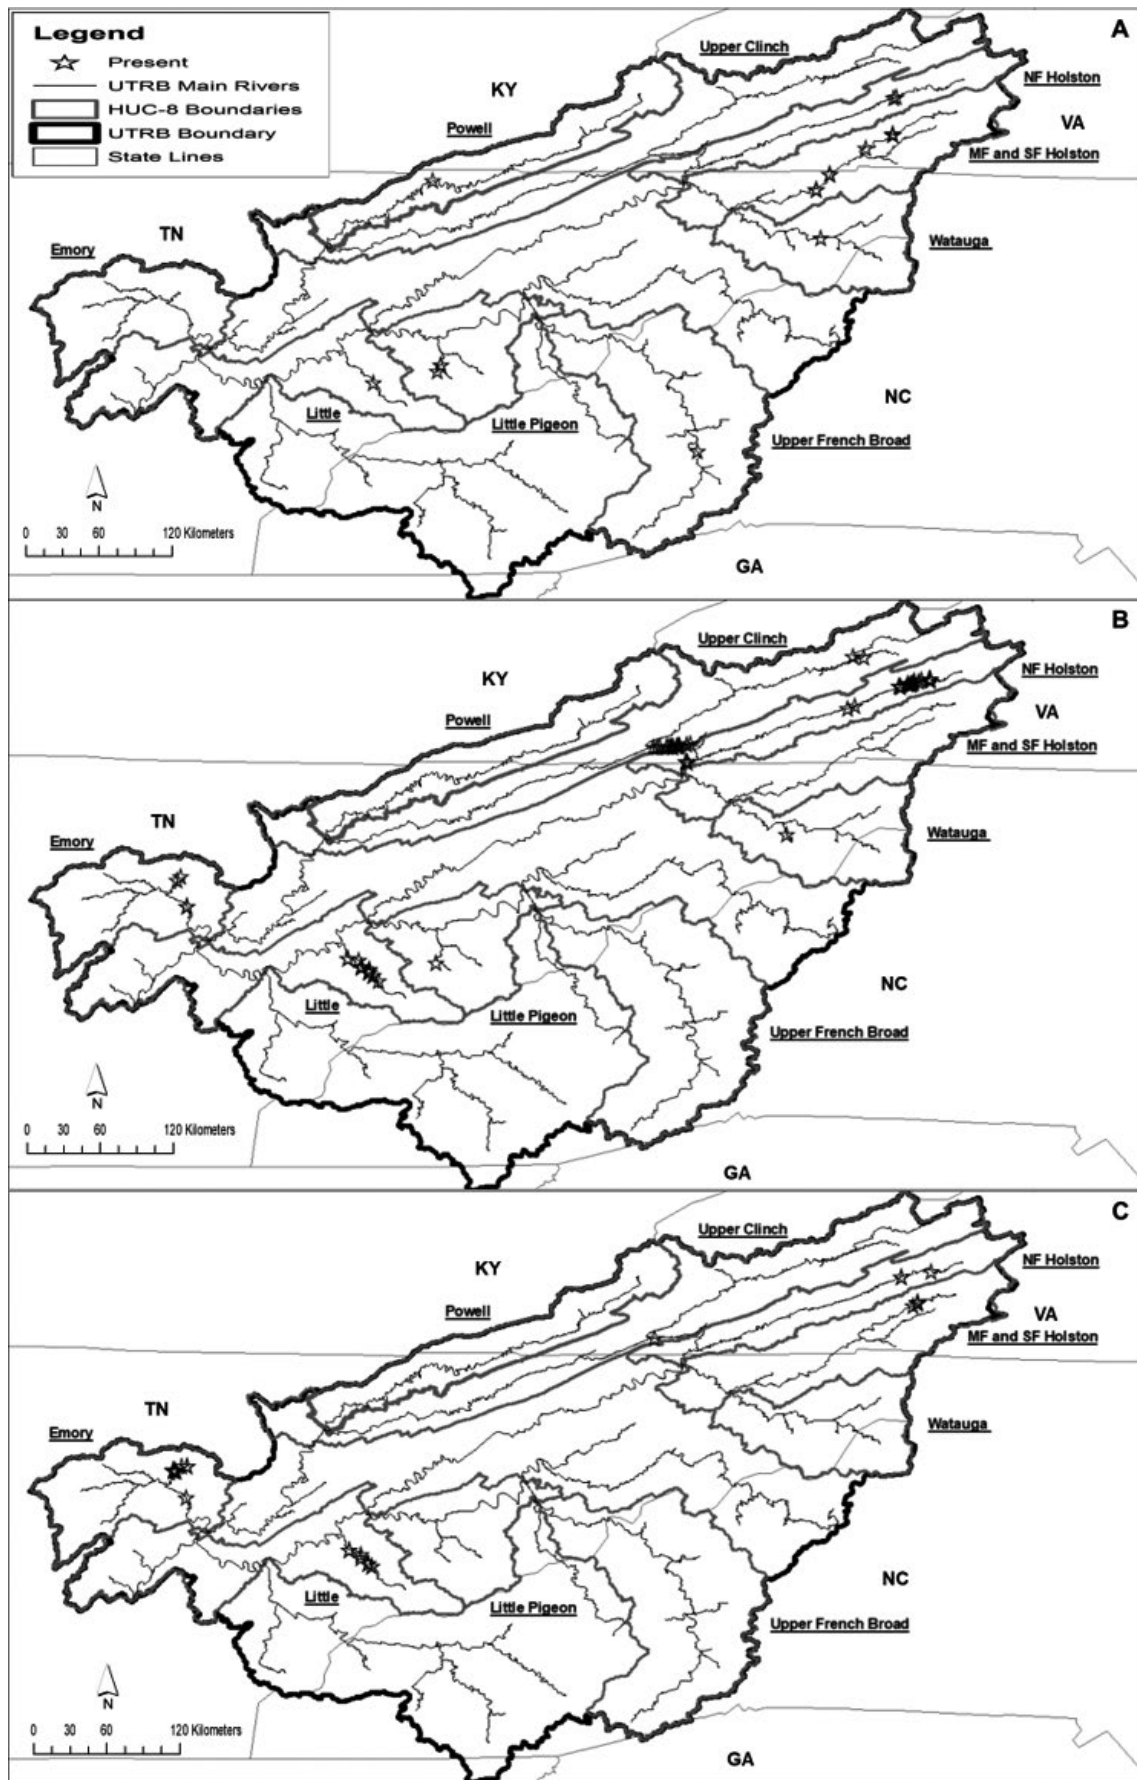 Legend
Present
UTRB Main Rivers
HUC-8 Boundaries
UTRB Boundary
State Lines
A
Upper Clinch
KY
NF Holston
Powell
VA
MF and SF Holston
TN
Emory
Watauga
NC
Little
Little Pigeon
Upper French Broad
N
0 30 60 120 Kilometers
GA
B
Upper Clinch
KY
NF Holston
Powell
VA
MF and SF Holston
TN
Emory
Watauga
NC
Little
Little Pigeon
Upper French Broad
N
0 30 60 120 Kilometers
GA
C
Upper Clinch
KY
NF Holston
Powell
VA
MF and SF Holston
TN
Emory
Watauga
NC
Little
Little Pigeon
Upper French Broad
N
0 30 60 120 Kilometers
GA